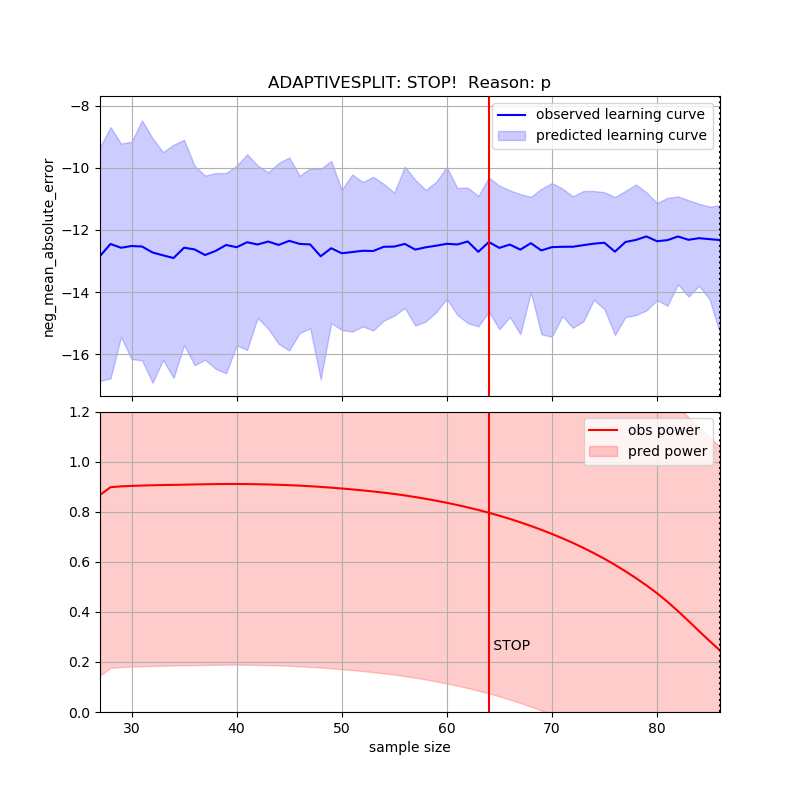 ADAPTIVESPLIT: STOP!  Reason: p
neg_mean_absolute_error
−8
−10
−12
−14
−16
observed learning curve
predicted learning curve
1.2
1.0
0.8
0.6
0.4
0.2
0.0
obs power
pred power
STOP
30 40 50 60 70 80
sample size